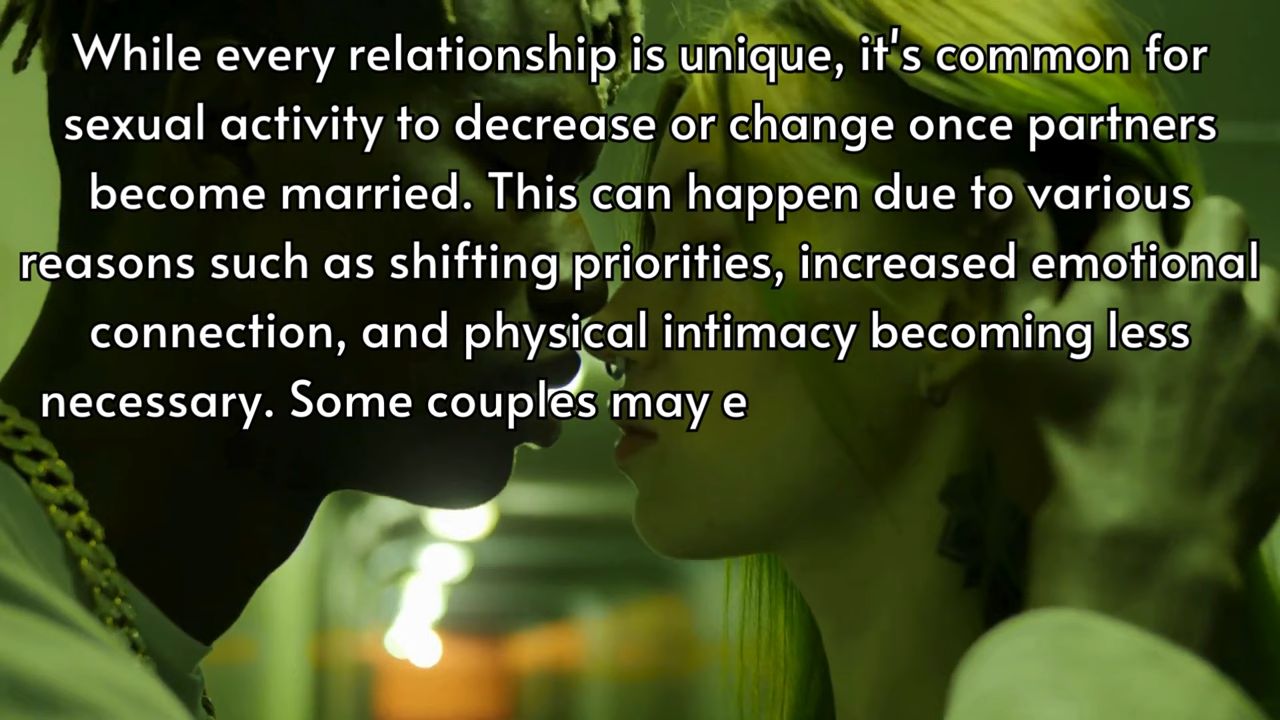 While every relationship is unique, it's common for
sexual activity to decrease or change once partners
become married. This can happen due to various
reasons such as shifting priorities, increased emotional
connection, and physical intimacy becoming less
necessary. Some couples may e